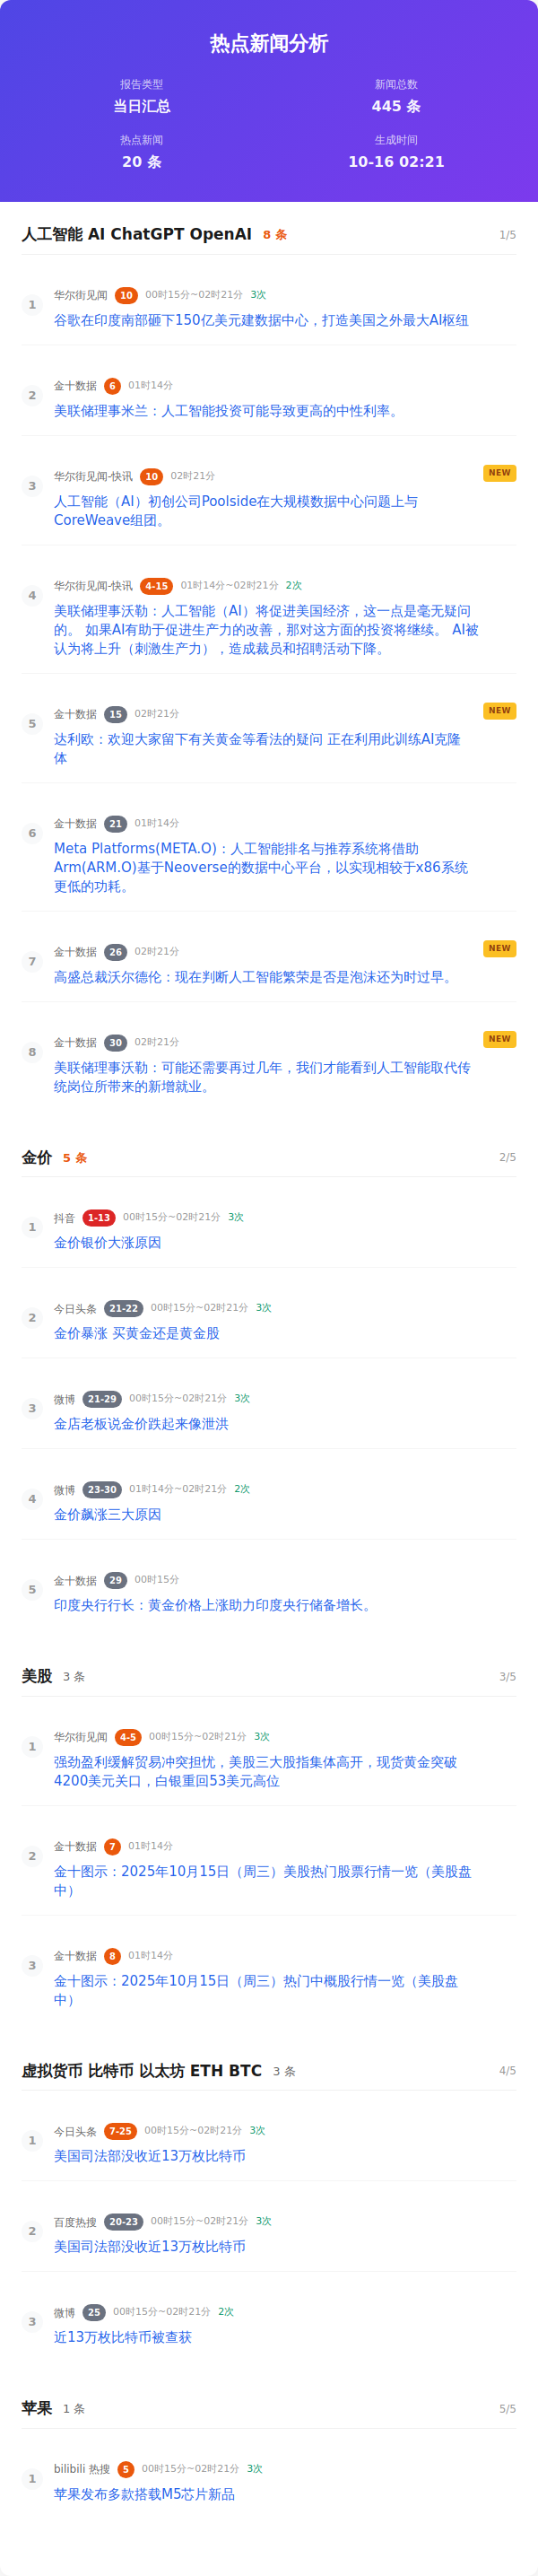 热点新闻分析
报告类型
新闻总数
当日汇总
445 条
热点新闻
生成时间
20 条
10-16 02:21
人工智能 AI ChatGPT OpenAI 8 条 1/5
1 华尔街见闻 10 00时15分~02时21分 3次
谷歌在印度南部砸下150亿美元建数据中心，打造美国之外最大AI枢纽
2 金十数据 6 01时14分
美联储理事米兰：人工智能投资可能导致更高的中性利率。
3 华尔街见闻-快讯 10 02时21分 NEW
人工智能（AI）初创公司Poolside在大规模数据中心问题上与
CoreWeave组团。
4 华尔街见闻-快讯 4-15 01时14分~02时21分 2次
美联储理事沃勒：人工智能（AI）将促进美国经济，这一点是毫无疑问
的。 如果AI有助于促进生产力的改善，那对这方面的投资将继续。 AI被
认为将上升（刺激生产力），造成裁员和招聘活动下降。
5 金十数据 15 02时21分 NEW
达利欧：欢迎大家留下有关黄金等看法的疑问 正在利用此训练AI克隆
体
6 金十数据 21 01时14分
Meta Platforms(META.O)：人工智能排名与推荐系统将借助
Arm(ARM.O)基于Neoverse的数据中心平台，以实现相较于x86系统
更低的功耗。
7 金十数据 26 02时21分 NEW
高盛总裁沃尔德伦：现在判断人工智能繁荣是否是泡沫还为时过早。
8 金十数据 30 02时21分 NEW
美联储理事沃勒：可能还需要再过几年，我们才能看到人工智能取代传
统岗位所带来的新增就业。
金价 5 条 2/5
1 抖音 1-13 00时15分~02时21分 3次
金价银价大涨原因
2 今日头条 21-22 00时15分~02时21分 3次
金价暴涨 买黄金还是黄金股
3 微博 21-29 00时15分~02时21分 3次
金店老板说金价跌起来像泄洪
4 微博 23-30 01时14分~02时21分 2次
金价飙涨三大原因
5 金十数据 29 00时15分
印度央行行长：黄金价格上涨助力印度央行储备增长。
美股 3 条 3/5
1 华尔街见闻 4-5 00时15分~02时21分 3次
强劲盈利缓解贸易冲突担忧，美股三大股指集体高开，现货黄金突破
4200美元关口，白银重回53美元高位
2 金十数据 7 01时14分
金十图示：2025年10月15日（周三）美股热门股票行情一览（美股盘
中）
3 金十数据 8 01时14分
金十图示：2025年10月15日（周三）热门中概股行情一览（美股盘
中）
虚拟货币 比特币 以太坊 ETH BTC 3 条 4/5
1 今日头条 7-25 00时15分~02时21分 3次
美国司法部没收近13万枚比特币
2 百度热搜 20-23 00时15分~02时21分 3次
美国司法部没收近13万枚比特币
3 微博 25 00时15分~02时21分 2次
近13万枚比特币被查获
苹果 1 条 5/5
1 bilibili 热搜 5 00时15分~02时21分 3次
苹果发布多款搭载M5芯片新品